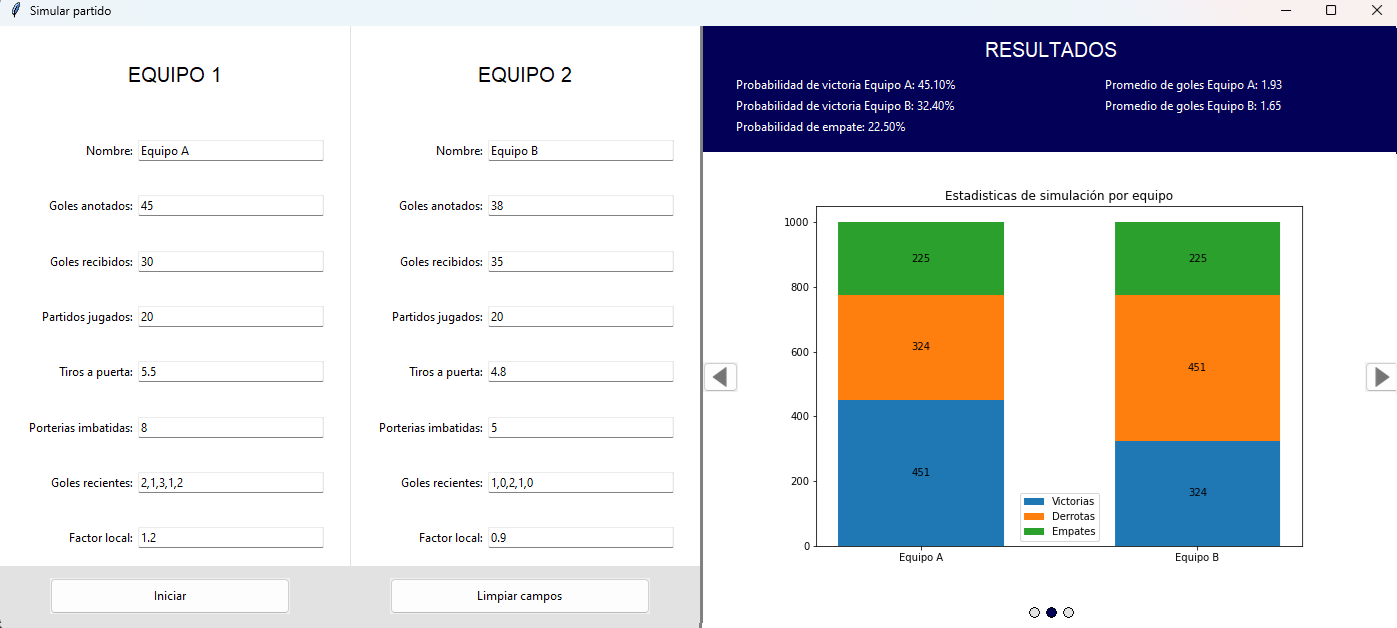 Simular partido
EQUIPO 1
Nombre: Equipo A
Goles anotados: 45
Goles recibidos: 30
Partidos jugados: 20
Tiros a puerta: 5.5
Porterias imbatidas: 8
Goles recientes: 2,1,3,1,2
Factor local: 1.2
Iniciar
EQUIPO 2
Nombre: Equipo B
Goles anotados: 38
Goles recibidos: 35
Partidos jugados: 20
Tiros a puerta: 4.8
Porterias imbatidas: 5
Goles recientes: 1,0,2,1,0
Factor local: 0.9
Limpiar campos
RESULTADOS
Probabilidad de victoria Equipo A: 45.10%
Probabilidad de victoria Equipo B: 32.40%
Probabilidad de empate: 22.50%
Promedio de goles Equipo A: 1.93
Promedio de goles Equipo B: 1.65
Estadisticas de simulación por equipo
1000
800
600
400
200
0
225
324
451
225
451
324
Victorias
Derrotas
Empates
Equipo A
Equipo B